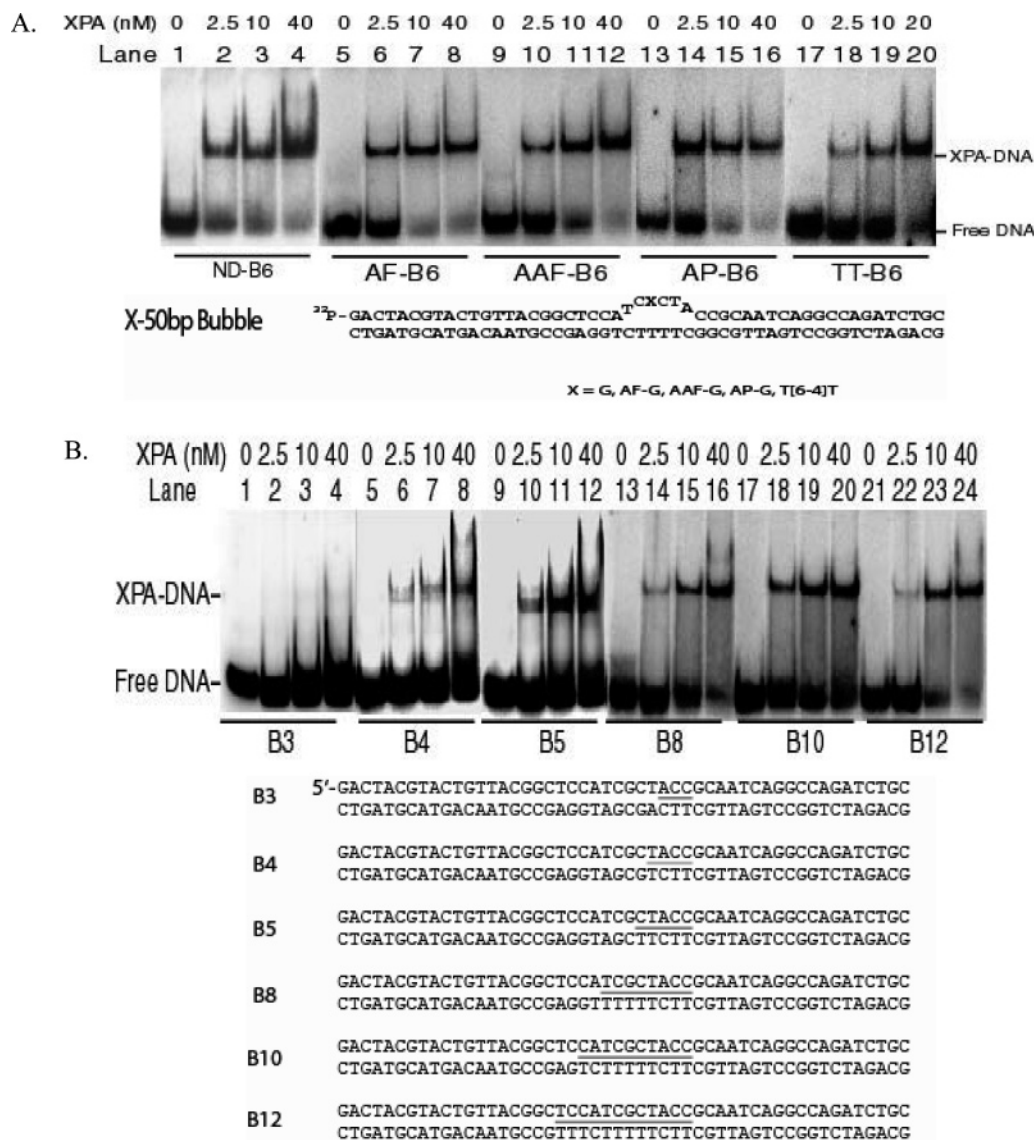 A.
XPA (nM) 0 2.5 10 40 0 2.5 10 40 0 2.5 10 40 0 2.5 10 40 0 2.5 10 20
Lane 1 2 3 4 5 6 7 8 9 10 11 12 13 14 15 16 17 18 19 20
XPA-DNA
Free DNA
ND-B6 AF-B6 AAF-B6 AP-B6 TT-B6
X-50bp Bubble ³²P-GACTACGTACTGTTACGGCTCCATCXCTACCGCAATCAGGCCAGATCTGC
CTGATGCATGACAATGCCGAGGTCTTTTCGGCGTTAGTCCGGTCTAGACG
X = G, AF-G, AAF-G, AP-G, T[6-4]T
B.
XPA (nM) 0 2.5 10 40 0 2.5 10 40 0 2.5 10 40 0 2.5 10 40 0 2.5 10 40 0 2.5 10 40
Lane 1 2 3 4 5 6 7 8 9 10 11 12 13 14 15 16 17 18 19 20 21 22 23 24
XPA-DNA
Free DNA
B3 B4 B5 B8 B10 B12
B3 5'-GACTACGTACTGTTACGGCTCCATCGCTACCGCAATCAGGCCAGATCTGC
CTGATGCATGACAATGCCGAGGTAGCGACTTCGTTAGTCCGGTCTAGACG
B4 GACTACGTACTGTTACGGCTCCATCGCTACCGCAATCAGGCCAGATCTGC
CTGATGCATGACAATGCCGAGGTAGCGTCTTCGTTAGTCCGGTCTAGACG
B5 GACTACGTACTGTTACGGCTCCATCGCTACCGCAATCAGGCCAGATCTGC
CTGATGCATGACAATGCCGAGGTAGCTTCTTCGTTAGTCCGGTCTAGACG
B8 GACTACGTACTGTTACGGCTCCATCGCTACCGCAATCAGGCCAGATCTGC
CTGATGCATGACAATGCCGAGGTTTTTTCTTCGTTAGTCCGGTCTAGACG
B10 GACTACGTACTGTTACGGCTCCATCGCTACCGCAATCAGGCCAGATCTGC
CTGATGCATGACAATGCCGAGTCTTTTTCTTCGTTAGTCCGGTCTAGACG
B12 GACTACGTACTGTTACGGCTCCATCGCTACCGCAATCAGGCCAGATCTGC
CTGATGCATGACAATGCCGTTTCTTTTTCTTCGTTAGTCCGGTCTAGACG